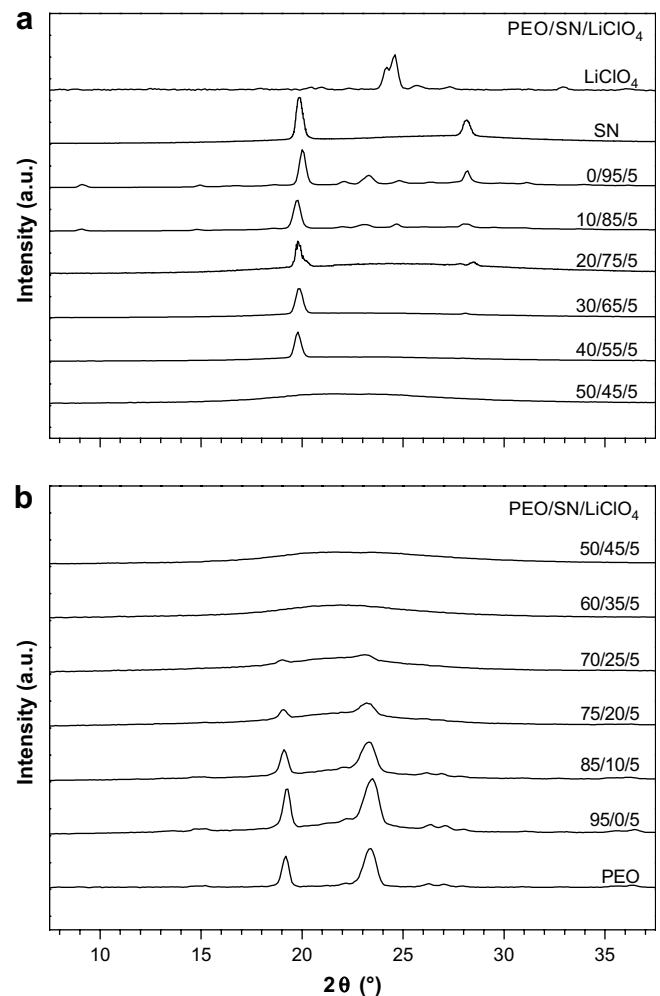 a
PEO/SN/LiClO₄
LiClO₄
SN
0/95/5
10/85/5
20/75/5
30/65/5
40/55/5
50/45/5
Intensity (a.u.)
b
PEO/SN/LiClO₄
50/45/5
60/35/5
70/25/5
75/20/5
85/10/5
95/0/5
PEO
Intensity (a.u.)
10 15 20 25 30 35
2 θ (°)